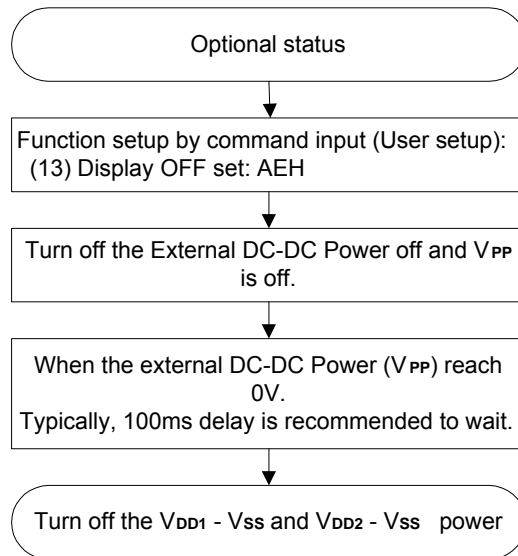 Optional status
Function setup by command input (User setup):
(13) Display OFF set: AEH
Turn off the External DC-DC Power off and VPP
is off.
When the external DC-DC Power (VPP) reach
0V.
Typically, 100ms delay is recommended to wait.
Turn off the VDD1 - VSS and VDD2 - VSS power